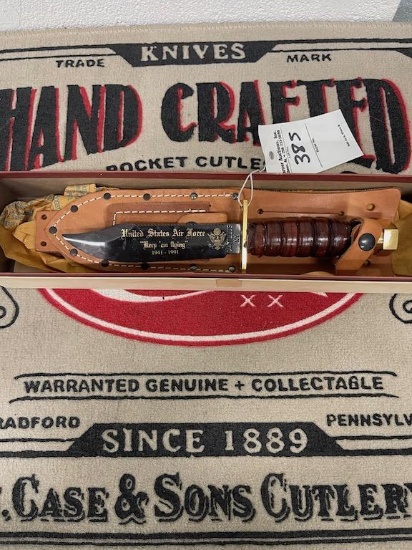 KNIVES
TRADE MARK
HAND CRAFTED
POCKET CUTLE
385
United States Air Force
"Keep 'em flying"
1941 - 1991
XX
WARRANTED GENUINE + COLLECTABLE
RADFORD PENNSYLV
SINCE 1889
. CASE & SONS CUTLERY